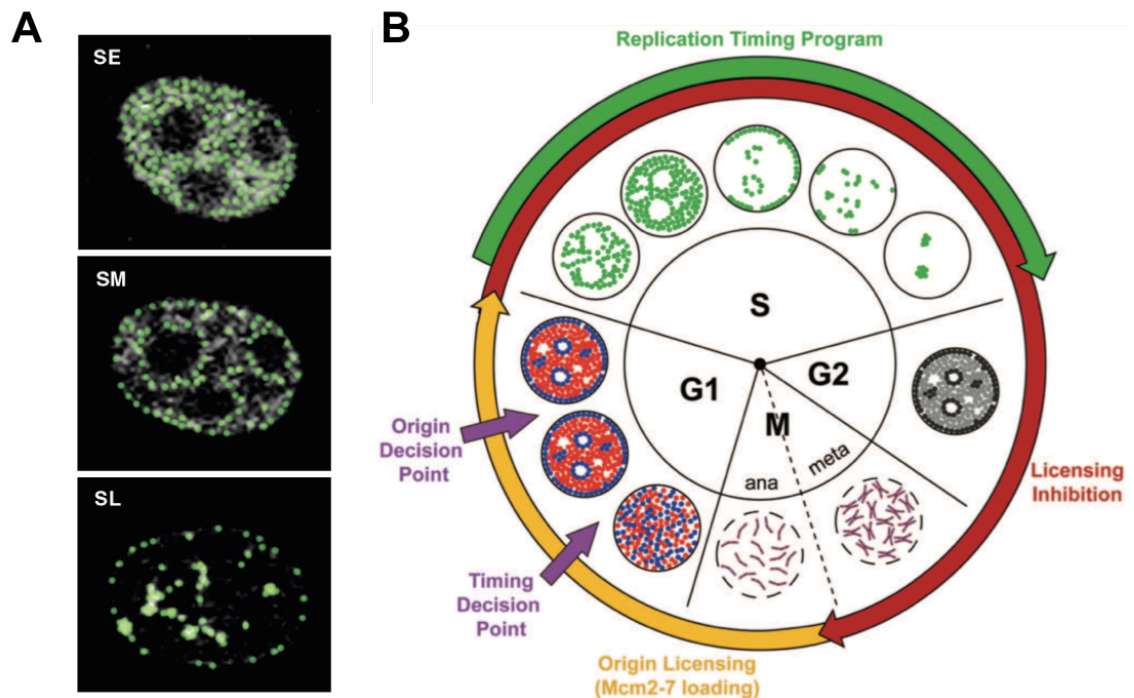 A
SE
SM
SL
B
Replication Timing Program
S
G1
G2
M
ana
meta
Origin
Decision
Point
Timing
Decision
Point
Licensing
Inhibition
Origin Licensing
(Mcm2-7 loading)